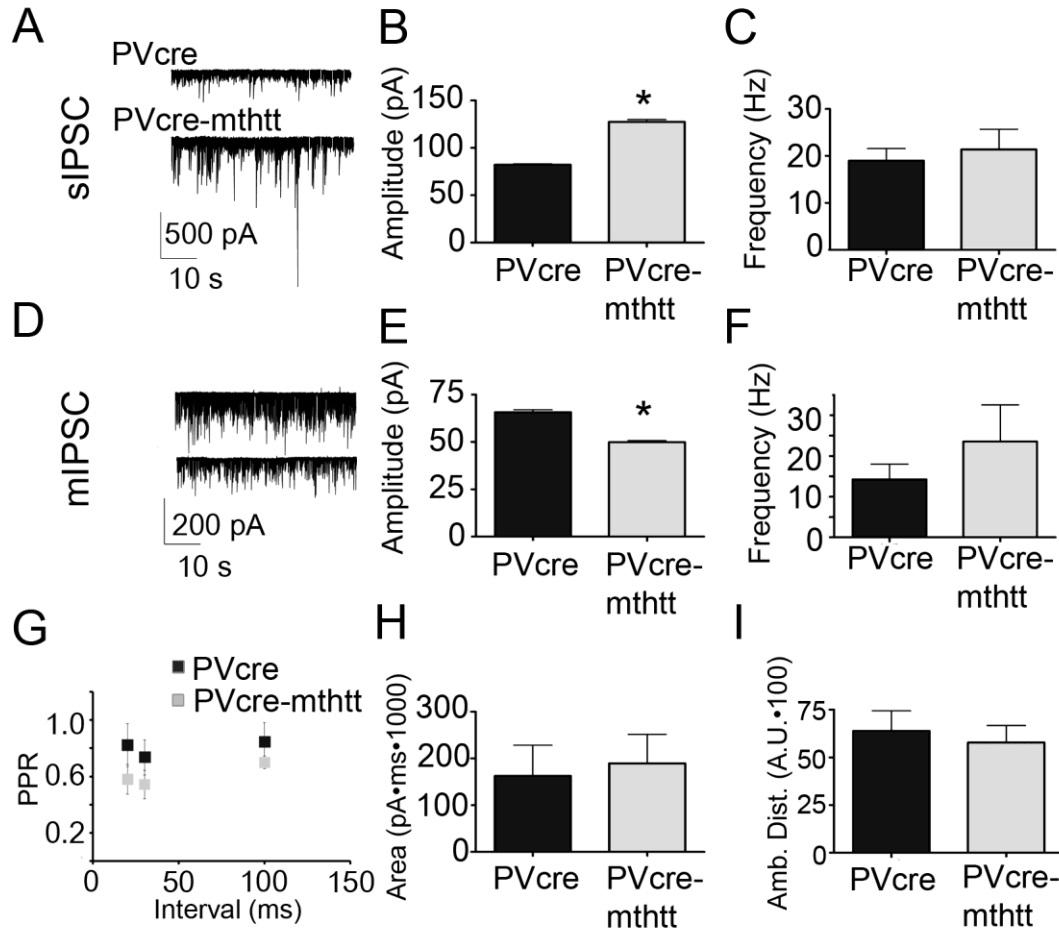 A
PVcre
PVcre-mthtt
sIPSC
500 pA
10 s
B
Amplitude (pA)
150
100
50
0
*
PVcre
PVcre-
mthtt
C
Frequency (Hz)
30
20
10
0
PVcre
PVcre-
mthtt
D
mIPSC
200 pA
10 s
E
Amplitude (pA)
75
50
25
0
*
PVcre
PVcre-
mthtt
F
Frequency (Hz)
30
20
10
0
PVcre
PVcre-
mthtt
G
PVcre
PVcre-mthtt
PPR
1.0
0.6
0.2
0
50
100
150
Interval (ms)
H
Area (pA•ms•1000)
300
200
100
0
PVcre
PVcre-
mthtt
I
Amb. Dist. (A.U.•100)
75
50
25
0
PVcre
PVcre-
mthtt